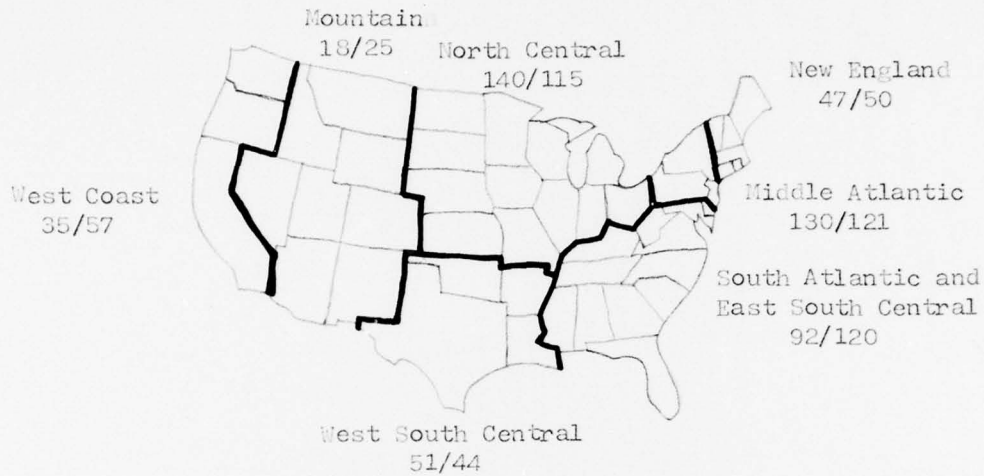 Mountain
18/25
North Central
140/115
New England
47/50
West Coast
35/57
Middle Atlantic
130/121
South Atlantic and
East South Central
92/120
West South Central
51/44